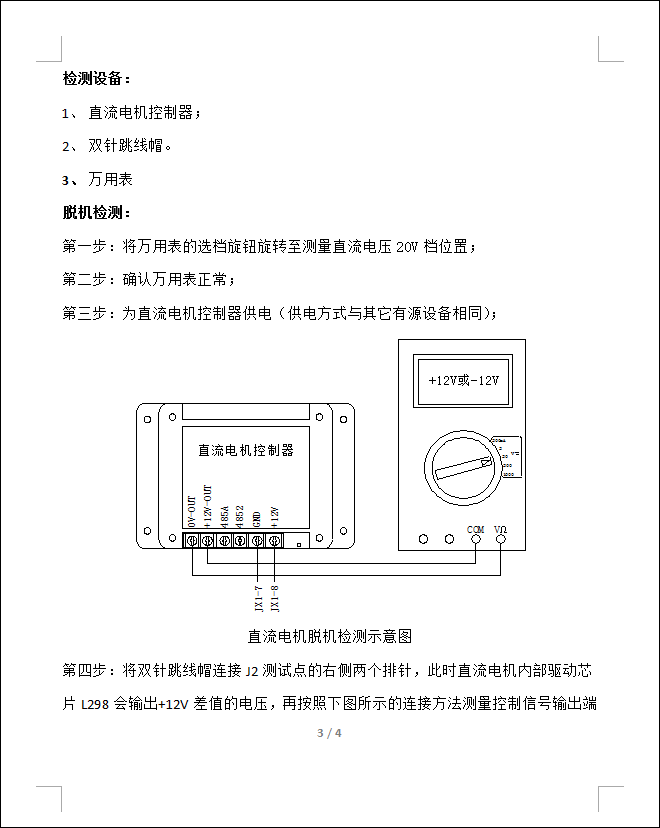 检测设备：
1、 直流电机控制器；
2、 双针跳线帽。
3、 万用表
脱机检测：
第一步：将万用表的选档旋钮旋转至测量直流电压 20V 档位置；
第二步：确认万用表正常；
第三步：为直流电机控制器供电（供电方式与其它有源设备相同）；
+12V或-12V
直流电机控制器
0V-OUT
+12V-OUT
485A
4852
GND
+12V
COM VΩ
JX1-7
JX1-8
直流电机脱机检测示意图
第四步：将双针跳线帽连接 J2 测试点的右侧两个排针，此时直流电机内部驱动芯
片 L298 会输出+12V 差值的电压，再按照下图所示的连接方法测量控制信号输出端
3 / 4